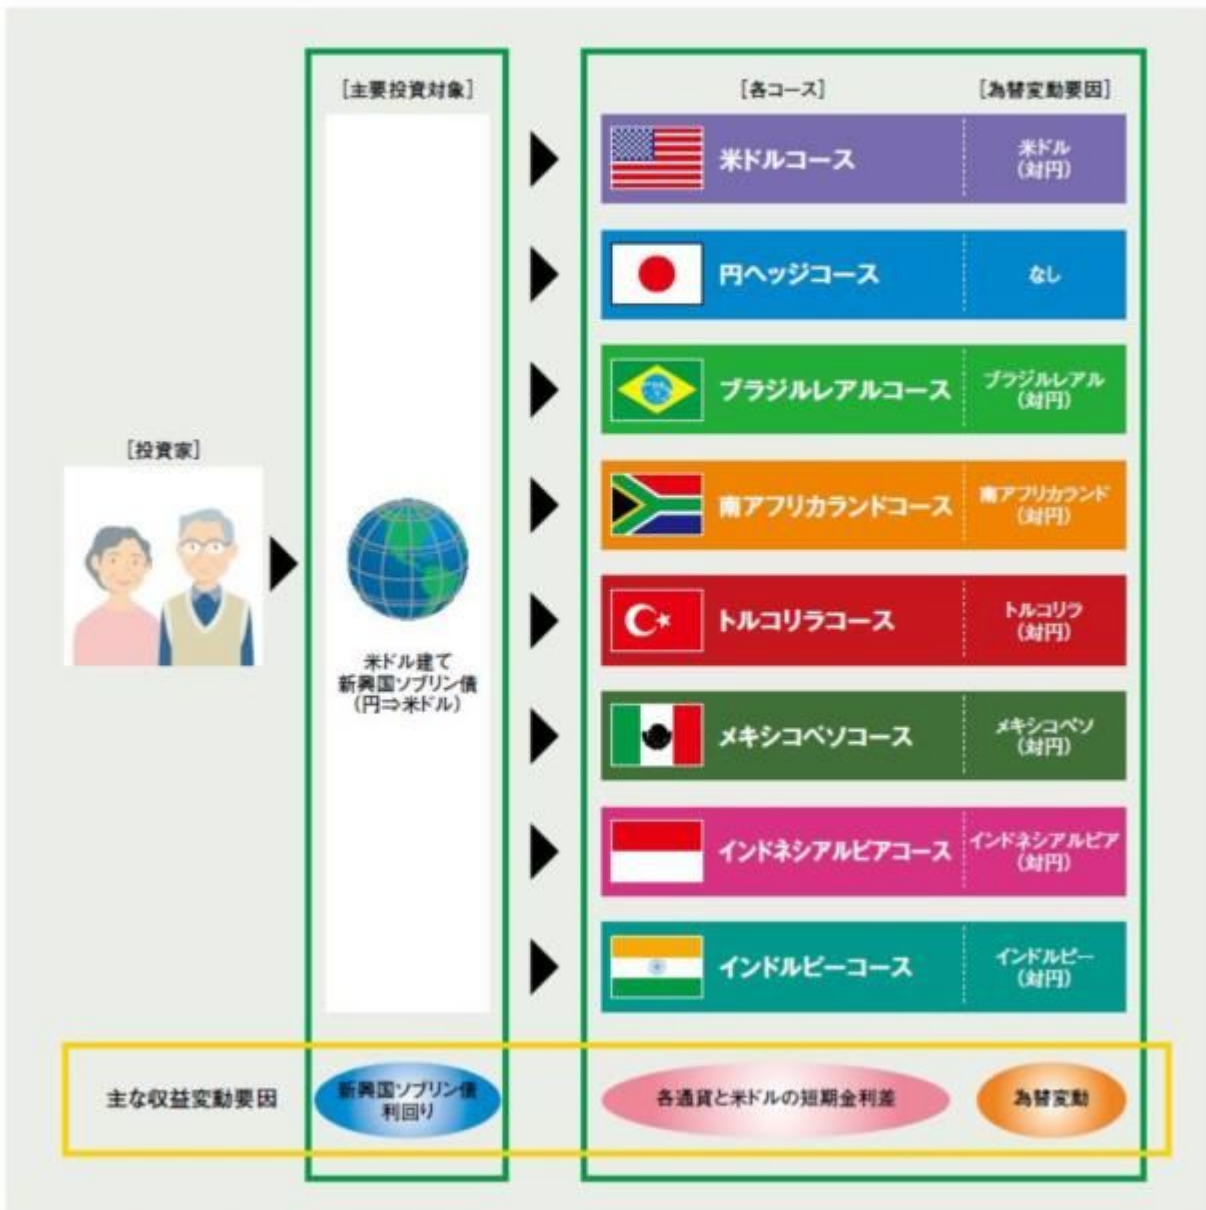 [主要投資対象]
[各コース]
[為替変動要因]
米ドルコース
米ドル
(対円)
円ヘッジコース
なし
ブラジルレアルコース
ブラジルレアル
(対円)
[投資家]
南アフリカランドコース
南アフリカランド
(対円)
トルコリラコース
トルコリラ
(対円)
米ドル建て
新興国ソブリン債
(円⇒米ドル)
メキシコペソコース
メキシコペソ
(対円)
インドネシアルピアコース
インドネシアルピア
(対円)
インドルピーコース
インドルピー
(対円)
主な収益変動要因
新興国ソブリン債
利回り
各通貨と米ドルの短期金利差
為替変動